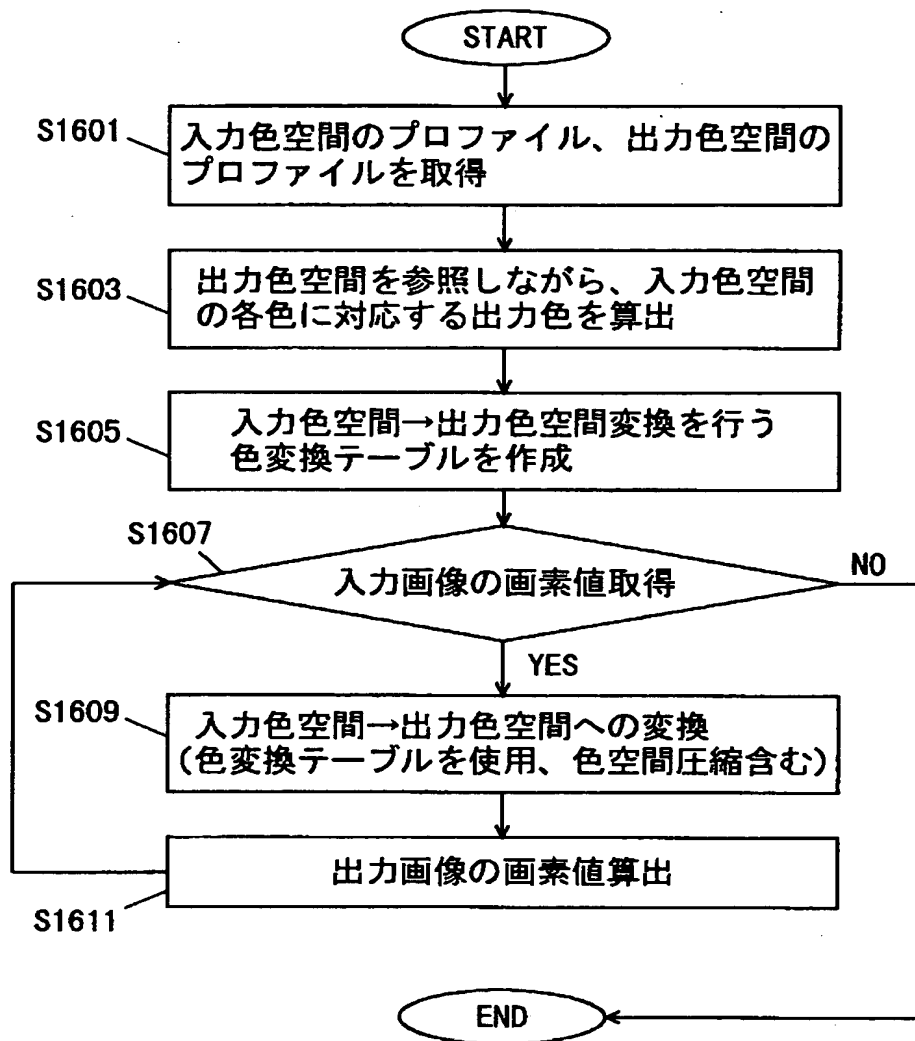 START
S1601
入力色空間のプロファイル、出力色空間の
プロファイルを取得
S1603
出力色空間を参照しながら、入力色空間
の各色に対応する出力色を算出
S1605
入力色空間→出力色空間変換を行う
色変換テーブルを作成
S1607
入力画像の画素値取得
NO
YES
S1609
入力色空間→出力色空間への変換
(色変換テーブルを使用、色空間圧縮含む)
出力画像の画素値算出
S1611
END